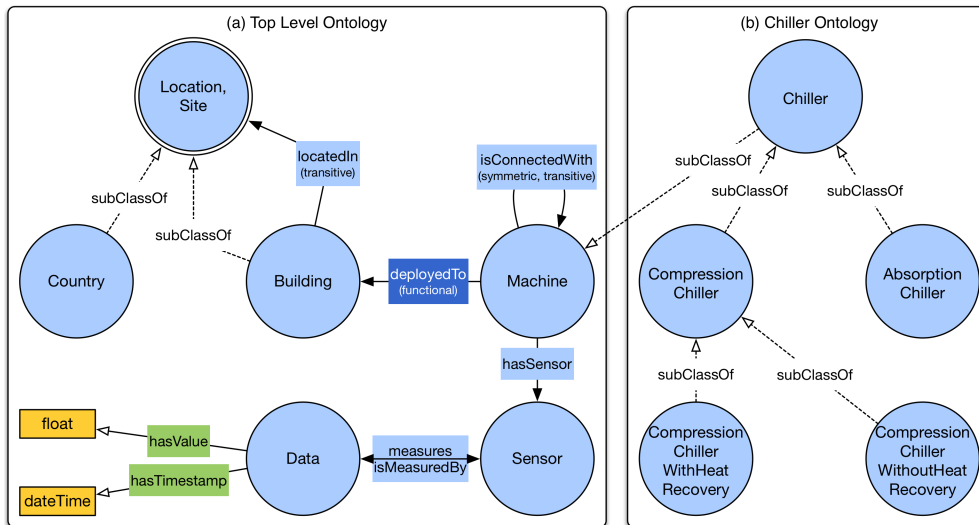 (a) Top Level Ontology
Location,
Site
locatedIn
(transitive)
isConnectedWith
(symmetric, transitive)
subClassOf
subClassOf
Country
Building
deployedTo
(functional)
Machine
hasSensor
float
hasValue
hasTimestamp
dateTime
Data
measures
isMeasuredBy
Sensor
(b) Chiller Ontology
Chiller
subClassOf
subClassOf
subClassOf
Compression
Chiller
Absorption
Chiller
subClassOf
subClassOf
Compression
Chiller
WithHeat
Recovery
Compression
Chiller
WithoutHeat
Recovery